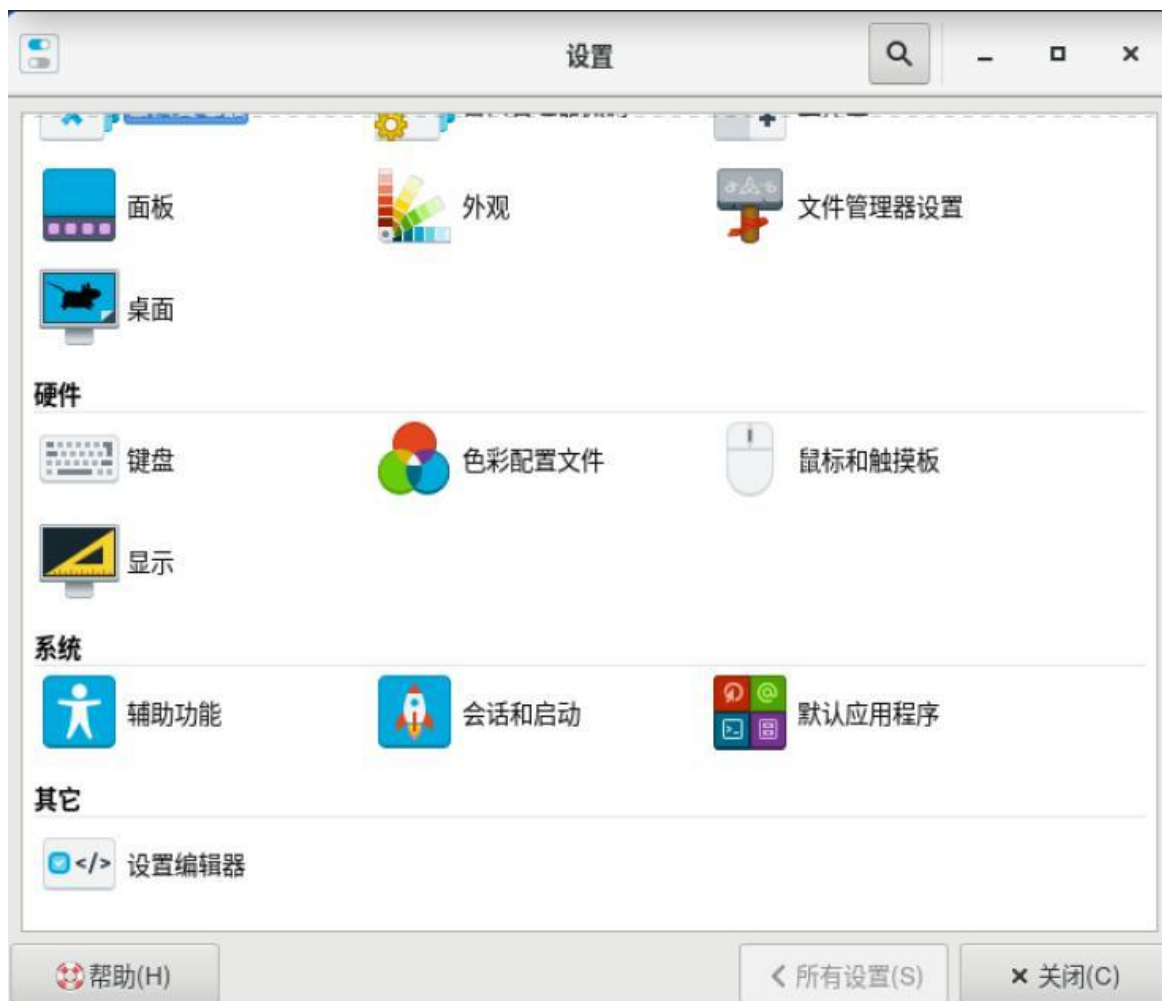 设置
面板 外观 文件管理器设置
桌面
硬件
键盘 色彩配置文件 鼠标和触摸板
显示
系统
辅助功能 会话和启动 默认应用程序
其它
</> 设置编辑器
帮助(H) 所有设置(S) 关闭(C)